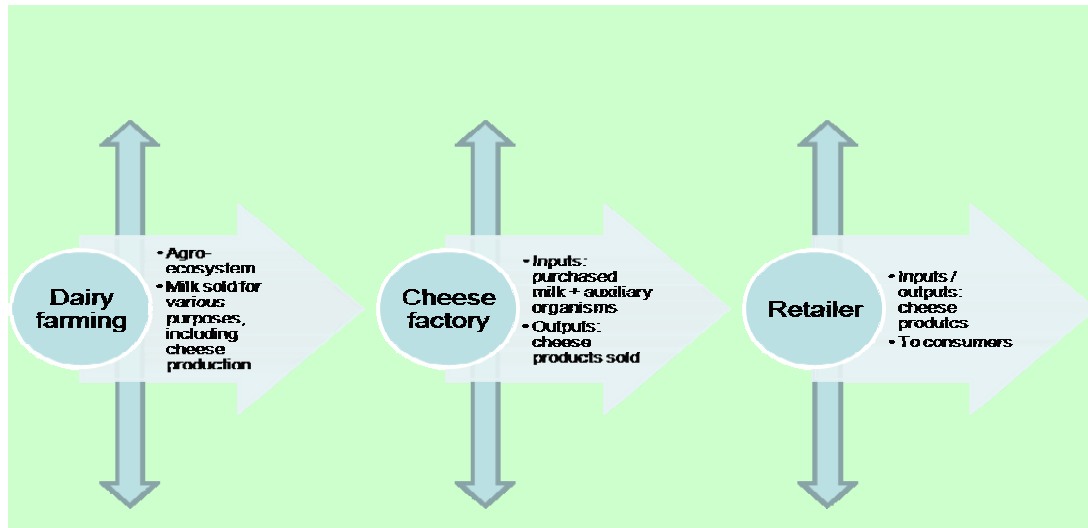 Dairy
farming
• Agro-
ecosystem
• Milk sold for
various
purposes,
including
cheese
production
Cheese
factory
• Inputs:
purchased
milk + auxiliary
organisms
• Outputs:
cheese
products sold
Retailer
• Inputs /
outputs:
cheese
produtcs
• To consumers